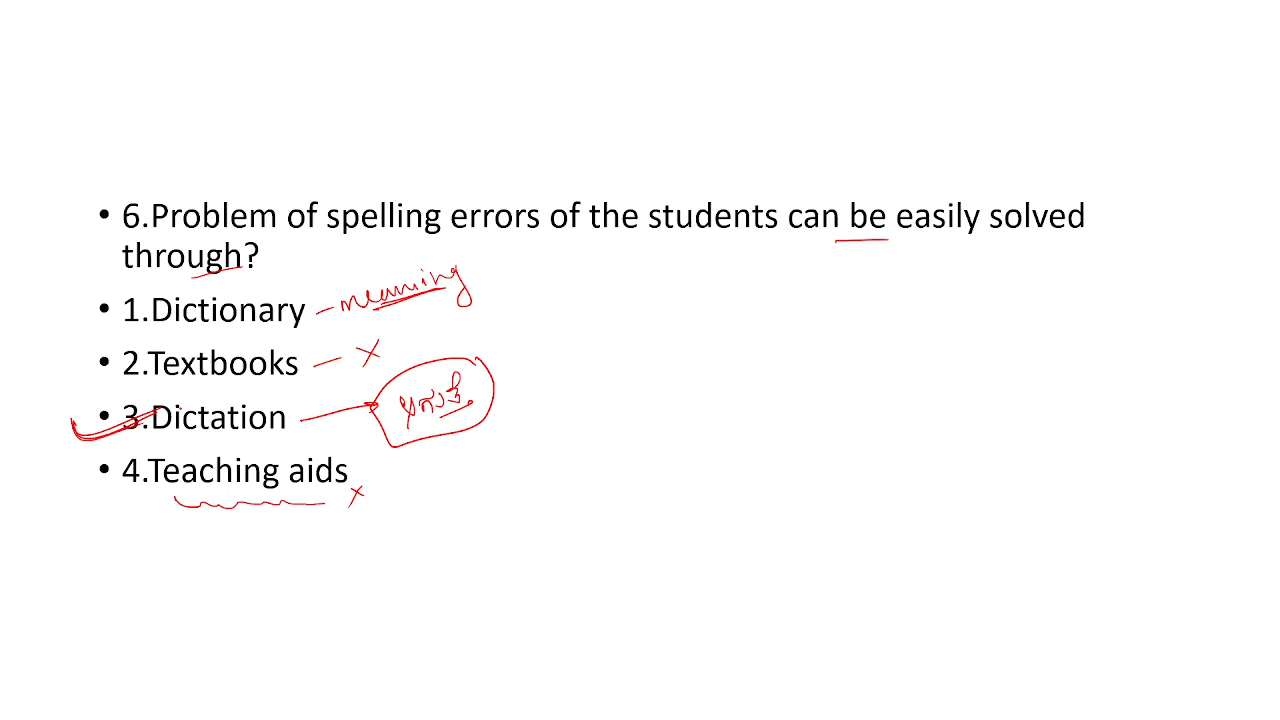 • 6.Problem of spelling errors of the students can be easily solved
through?
• 1.Dictionary – meaning
• 2.Textbooks – ×
• 3.Dictation
• 4.Teaching aids ×